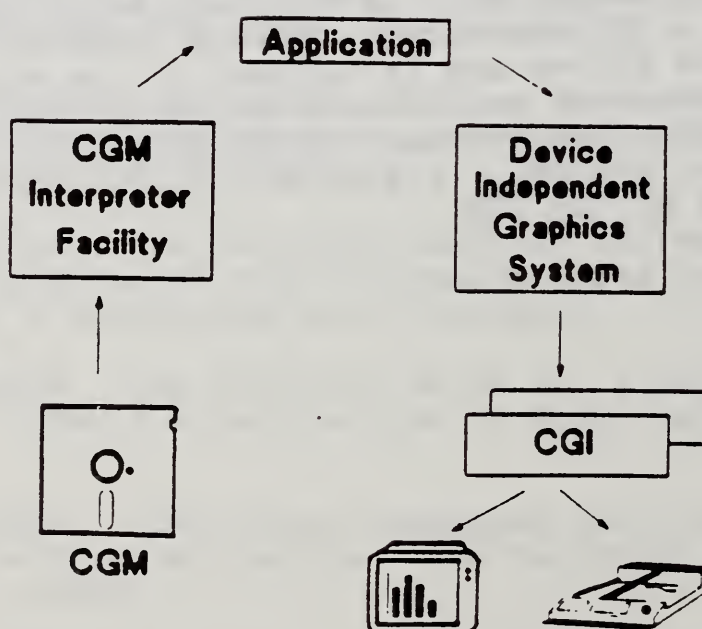 Application
CGM
Interpreter
Facility
Device
Independent
Graphics
System
CGI
CGM